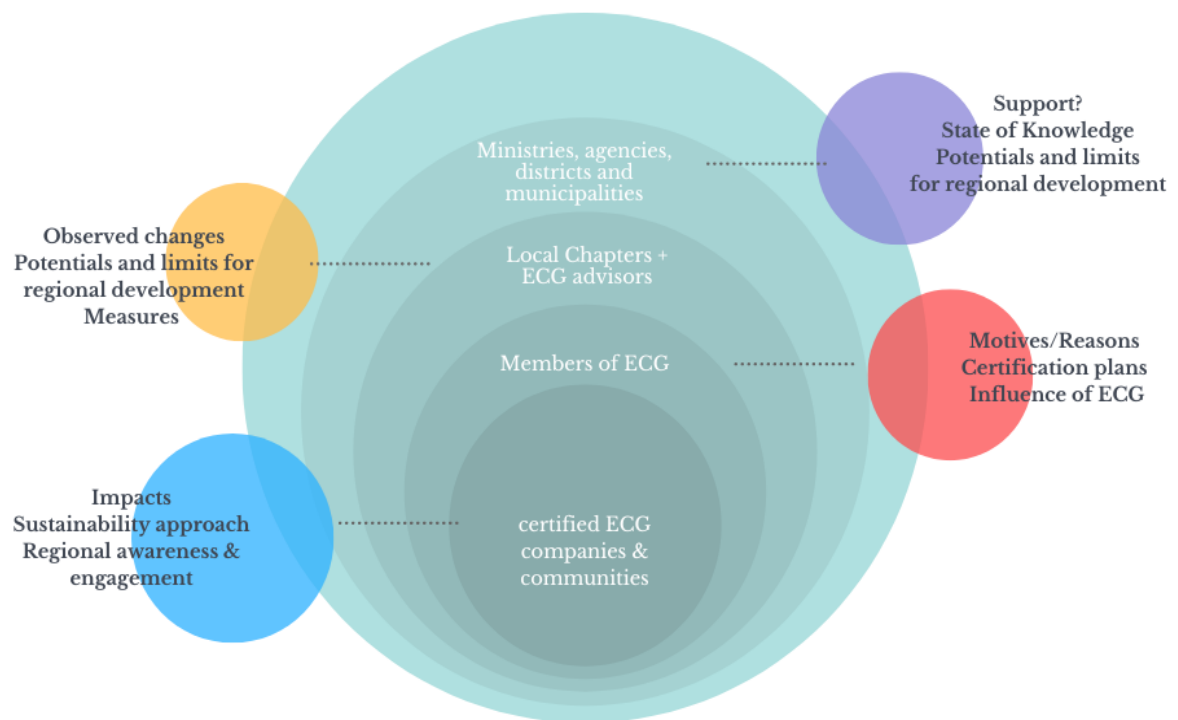 Support?
State of Knowledge
Potentials and limits
for regional development
Ministries, agencies,
districts and
municipalities
Observed changes
Potentials and limits for
regional development
Measures
Local Chapters +
ECG advisors
Motives/Reasons
Certification plans
Influence of ECG
Members of ECG
Impacts
Sustainability approach
Regional awareness &
engagement
certified ECG
companies &
communities